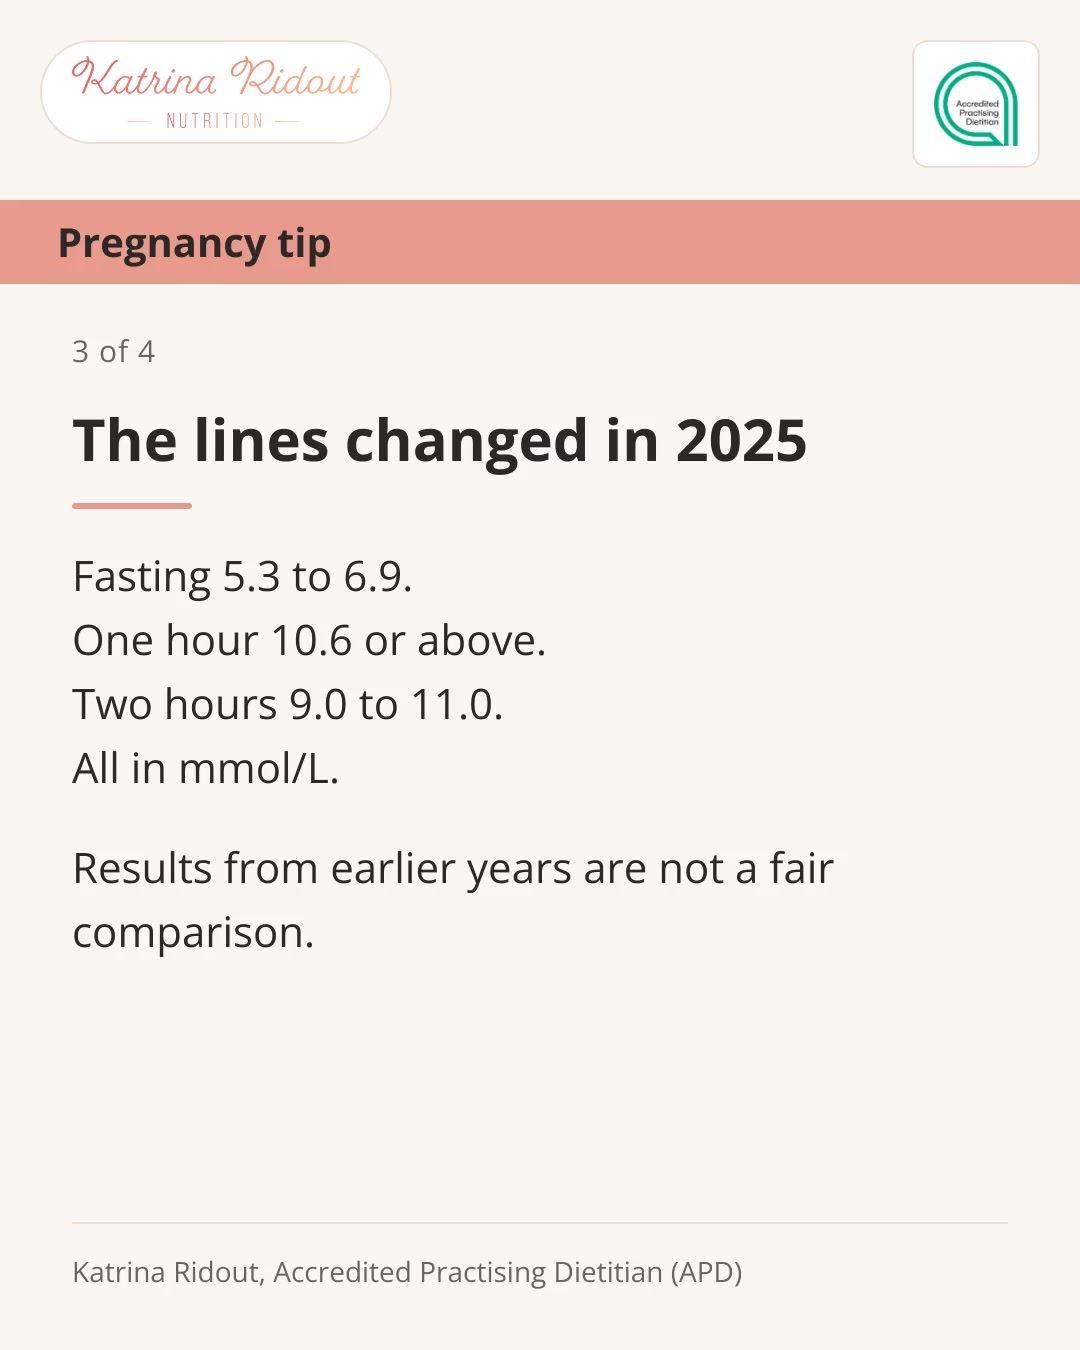 Katrina Ridout
NUTRITION
Accredited
Practising
Dietitian
Pregnancy tip
3 of 4
The lines changed in 2025
Fasting 5.3 to 6.9.
One hour 10.6 or above.
Two hours 9.0 to 11.0.
All in mmol/L.
Results from earlier years are not a fair
comparison.
Katrina Ridout, Accredited Practising Dietitian (APD)